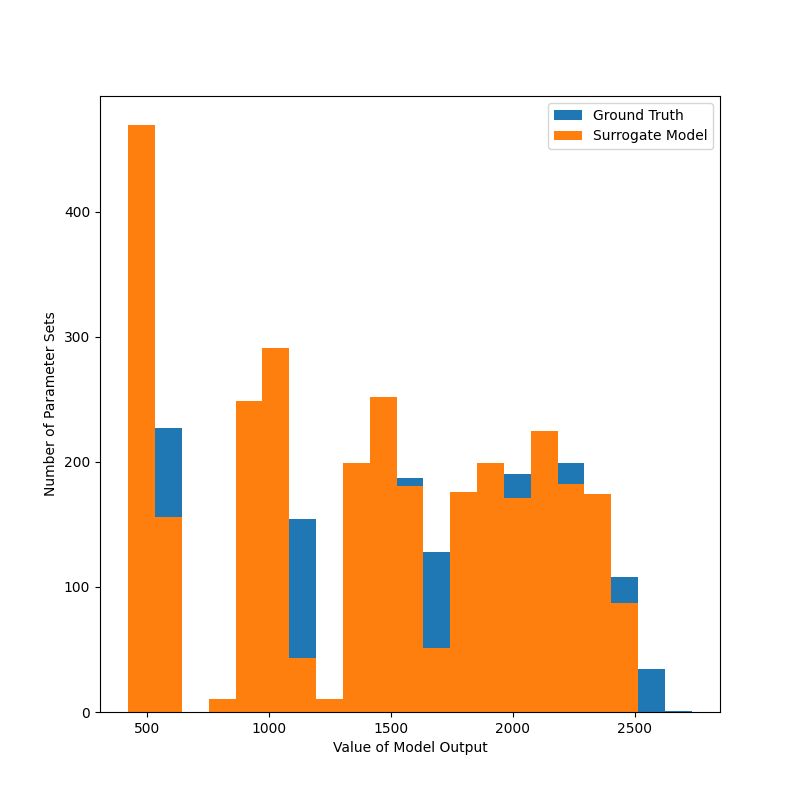 Ground Truth
Surrogate Model
400
300
200
100
0
Number of Parameter Sets
500 1000 1500 2000 2500
Value of Model Output